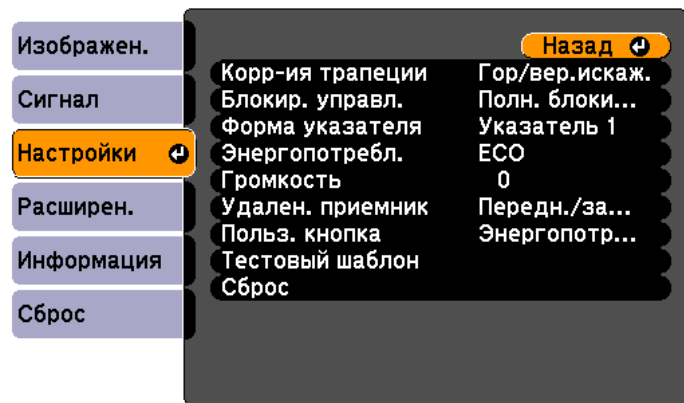 Изображен.
Сигнал
Настройки
Расширен.
Информация
Сброс
Назад
Корр-ия трапеции Гор/вер.искаж.
Блокир. управл. Полн. блоки...
Форма указателя Указатель 1
Энергопотребл. ECO
Громкость 0
Удален. приемник Передн./за...
Польз. кнопка Энергопотр...
Тестовый шаблон
Сброс